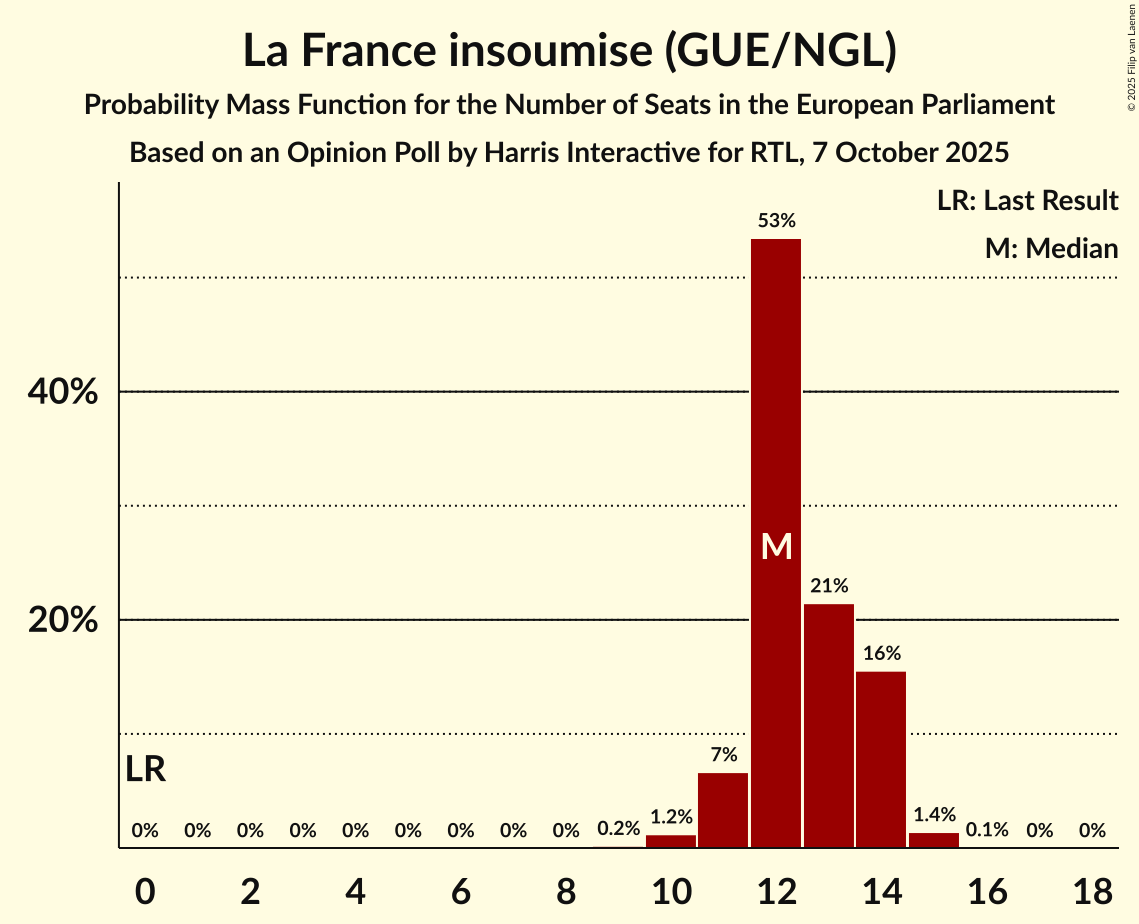 La France insoumise (GUE/NGL)
Probability Mass Function for the Number of Seats in the European Parliament
Based on an Opinion Poll by Harris Interactive for RTL, 7 October 2025
© 2025 Filip van Laenen
LR: Last Result
M: Median
53%
40%
M
21%
20%
16%
7%
LR
0% 0% 0% 0% 0% 0% 0% 0% 0% 0.2% 1.2% 1.4% 0.1% 0% 0%
0 2 4 6 8 10 12 14 16 18